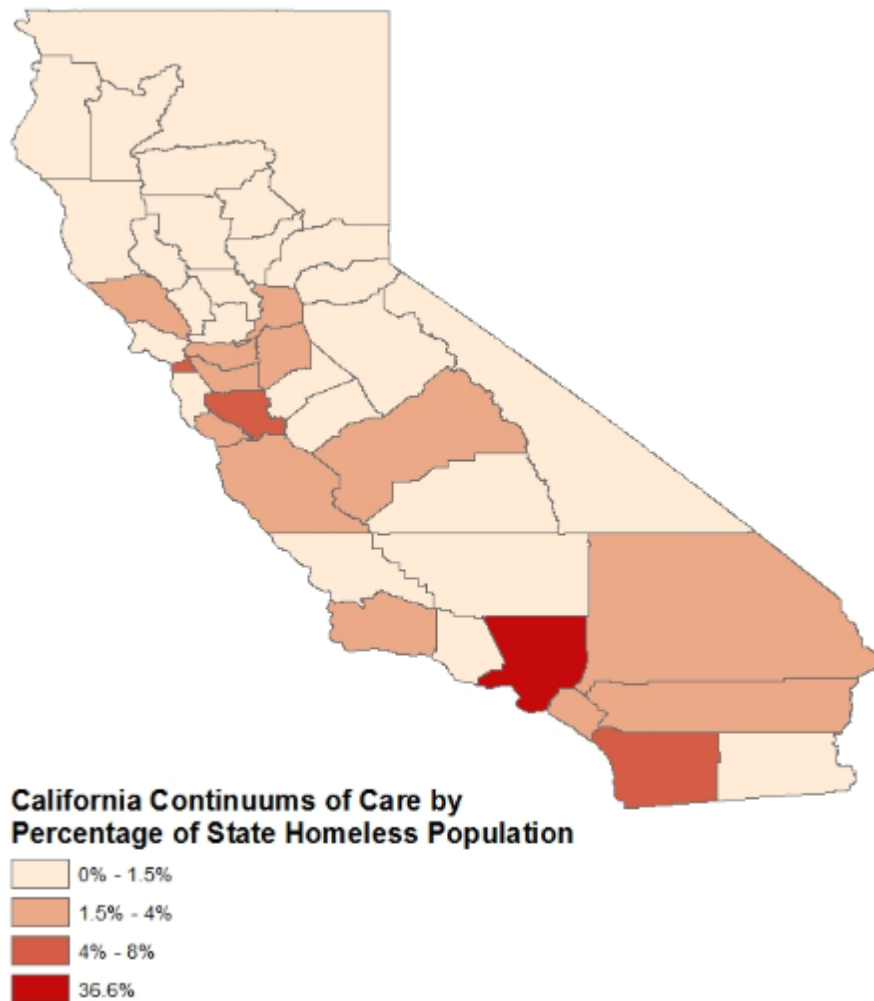 California Continuums of Care by
Percentage of State Homeless Population
0% - 1.5%
1.5% - 4%
4% - 8%
36.6%